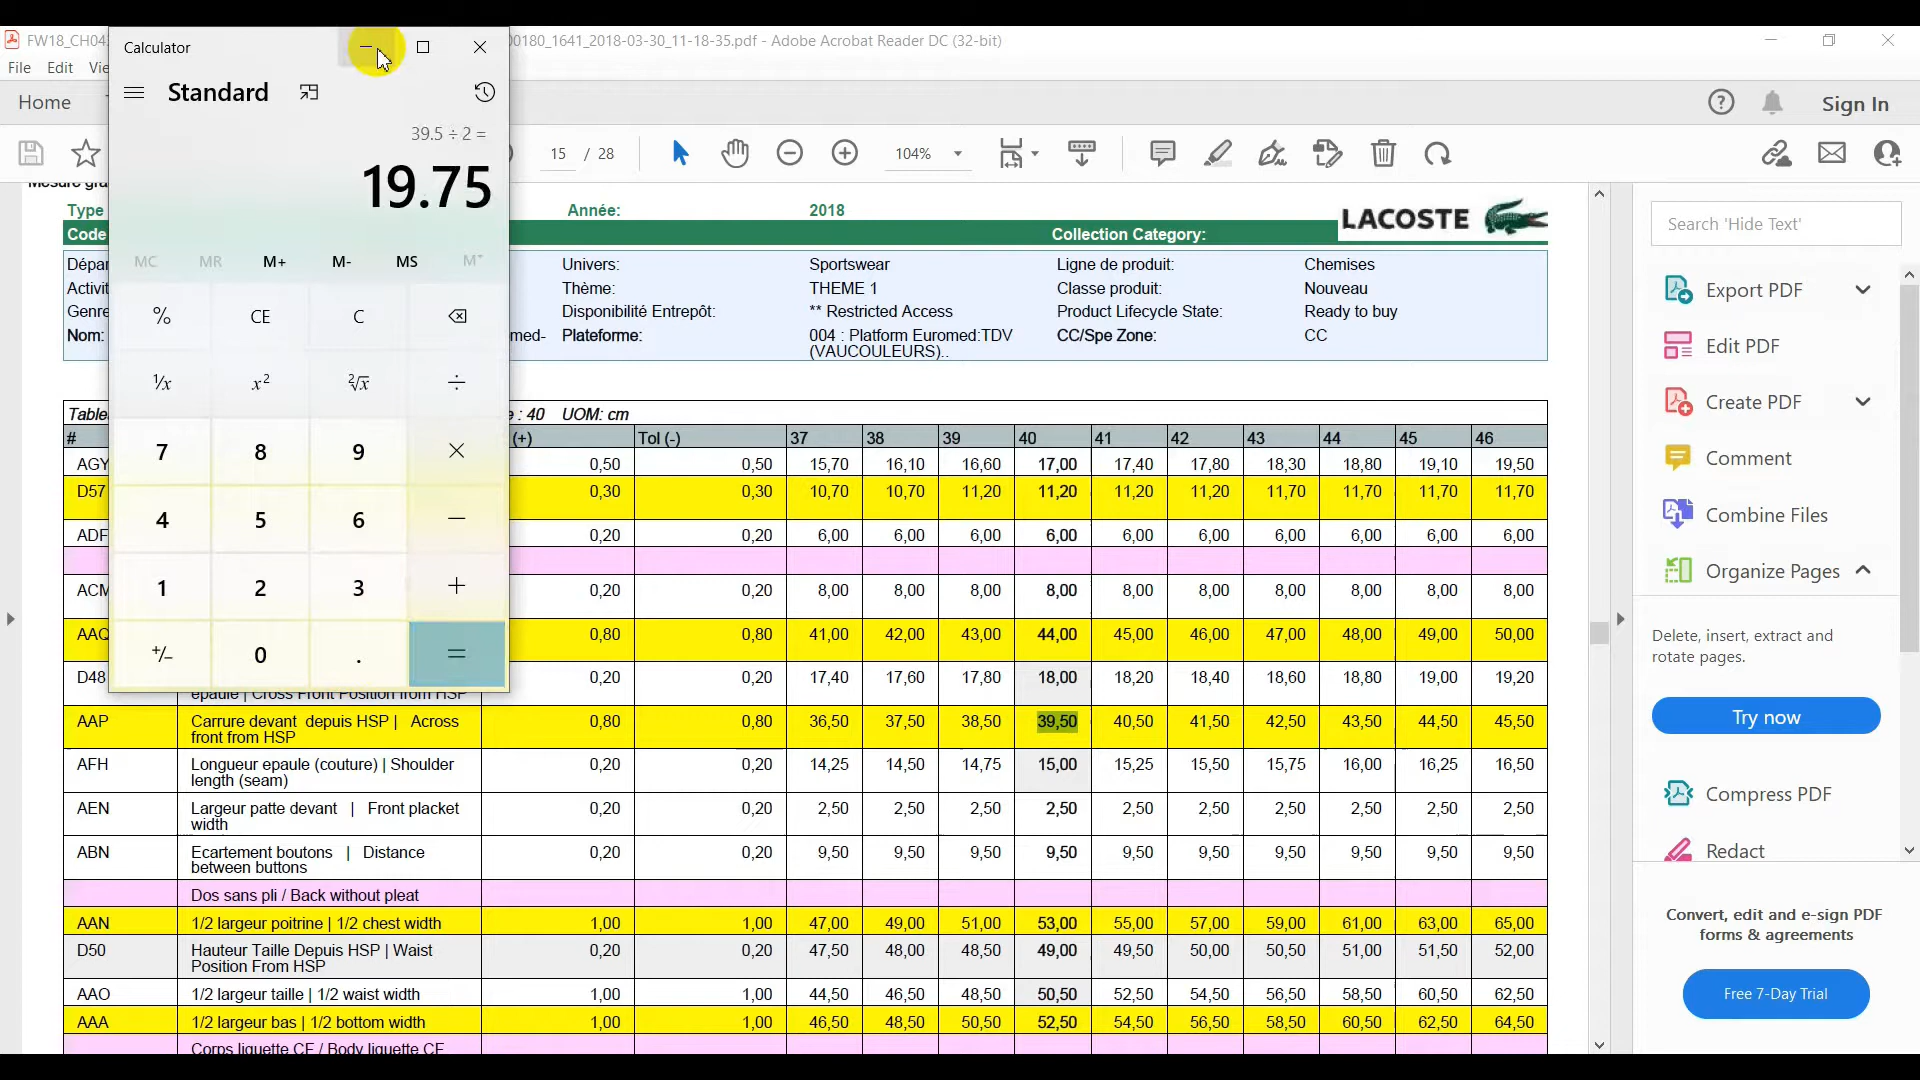 FW18_CH04
00180_1641_2018-03-30_11-18-35.pdf - Adobe Acrobat Reader DC (32-bit)
File Edit Vie
Home
Sign In
15 / 28
104%
Calculator
Standard
39.5 ÷ 2 =
19.75
MC MR M+ M- MS M˅
% CE C
¹⁄x x² ²√x ÷
7 8 9 ×
4 5 6 −
1 2 3 +
+/− 0 . =
Mesure gra
Type Année: 2018
LACOSTE
Code Collection Category:
Dépar Univers: Sportswear Ligne de produit: Chemises
Activit Thème: THEME 1 Classe produit: Nouveau
Genre Disponibilité Entrepôt: ** Restricted Access Product Lifecycle State: Ready to buy
Nom: med- Plateforme: 004 : Platform Euromed:TDV CC/Spe Zone: CC
(VAUCOULEURS)..
Table : 40 UOM: cm
# (+) Tol (-) 37 38 39 40 41 42 43 44 45 46
AGY 0,50 0,50 15,70 16,10 16,60 17,00 17,40 17,80 18,30 18,80 19,10 19,50
D57 0,30 0,30 10,70 10,70 11,20 11,20 11,20 11,20 11,70 11,70 11,70 11,70
ADF 0,20 0,20 6,00 6,00 6,00 6,00 6,00 6,00 6,00 6,00 6,00 6,00
ACM 0,20 0,20 8,00 8,00 8,00 8,00 8,00 8,00 8,00 8,00 8,00 8,00
AAQ 0,80 0,80 41,00 42,00 43,00 44,00 45,00 46,00 47,00 48,00 49,00 50,00
D48 0,20 0,20 17,40 17,60 17,80 18,00 18,20 18,40 18,60 18,80 19,00 19,20
epaule | Cross Front Position from HSP
AAP Carrure devant depuis HSP | Across 0,80 0,80 36,50 37,50 38,50 39,50 40,50 41,50 42,50 43,50 44,50 45,50
front from HSP
AFH Longueur epaule (couture) | Shoulder 0,20 0,20 14,25 14,50 14,75 15,00 15,25 15,50 15,75 16,00 16,25 16,50
length (seam)
AEN Largeur patte devant | Front placket 0,20 0,20 2,50 2,50 2,50 2,50 2,50 2,50 2,50 2,50 2,50 2,50
width
ABN Ecartement boutons | Distance 0,20 0,20 9,50 9,50 9,50 9,50 9,50 9,50 9,50 9,50 9,50 9,50
between buttons
Dos sans pli / Back without pleat
AAN 1/2 largeur poitrine | 1/2 chest width 1,00 1,00 47,00 49,00 51,00 53,00 55,00 57,00 59,00 61,00 63,00 65,00
D50 Hauteur Taille Depuis HSP | Waist 0,20 0,20 47,50 48,00 48,50 49,00 49,50 50,00 50,50 51,00 51,50 52,00
Position From HSP
AAO 1/2 largeur taille | 1/2 waist width 1,00 1,00 44,50 46,50 48,50 50,50 52,50 54,50 56,50 58,50 60,50 62,50
AAA 1/2 largeur bas | 1/2 bottom width 1,00 1,00 46,50 48,50 50,50 52,50 54,50 56,50 58,50 60,50 62,50 64,50
Corps liquette CF / Body liquette CF
Search 'Hide Text'
Export PDF
Edit PDF
Create PDF
Comment
Combine Files
Organize Pages
Delete, insert, extract and
rotate pages.
Try now
Compress PDF
Redact
Convert, edit and e-sign PDF
forms & agreements
Free 7-Day Trial